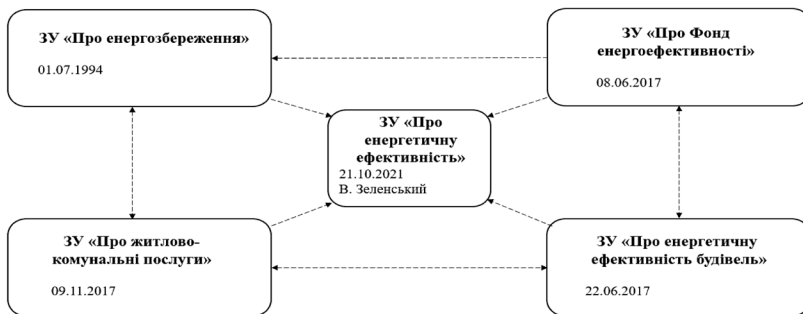 ЗУ «Про енергозбереження»
01.07.1994
ЗУ «Про Фонд
енергоефективності»
08.06.2017
ЗУ «Про
енергетичну
ефективність»
21.10.2021
В. Зеленський
ЗУ «Про житлово-
комунальні послуги»
09.11.2017
ЗУ «Про енергетичну
ефективність будівель»
22.06.2017